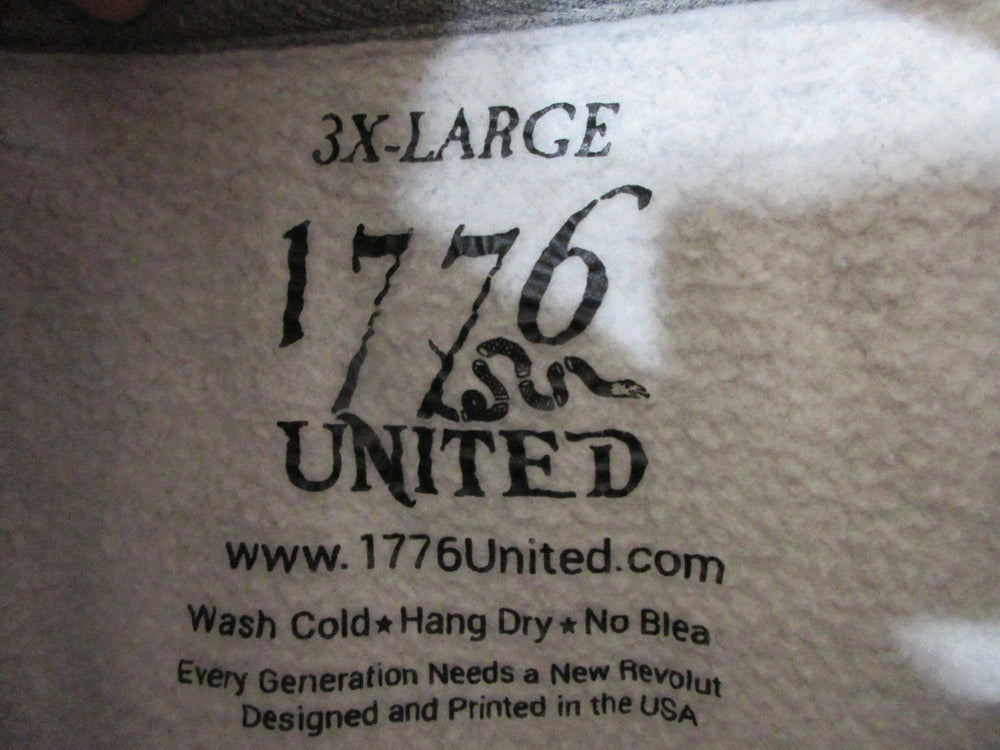 3X-LARGE
1776
UNITED
www.1776United.com
Wash Cold★Hang Dry★No Blea
Every Generation Needs a New Revolut
Designed and Printed in the USA